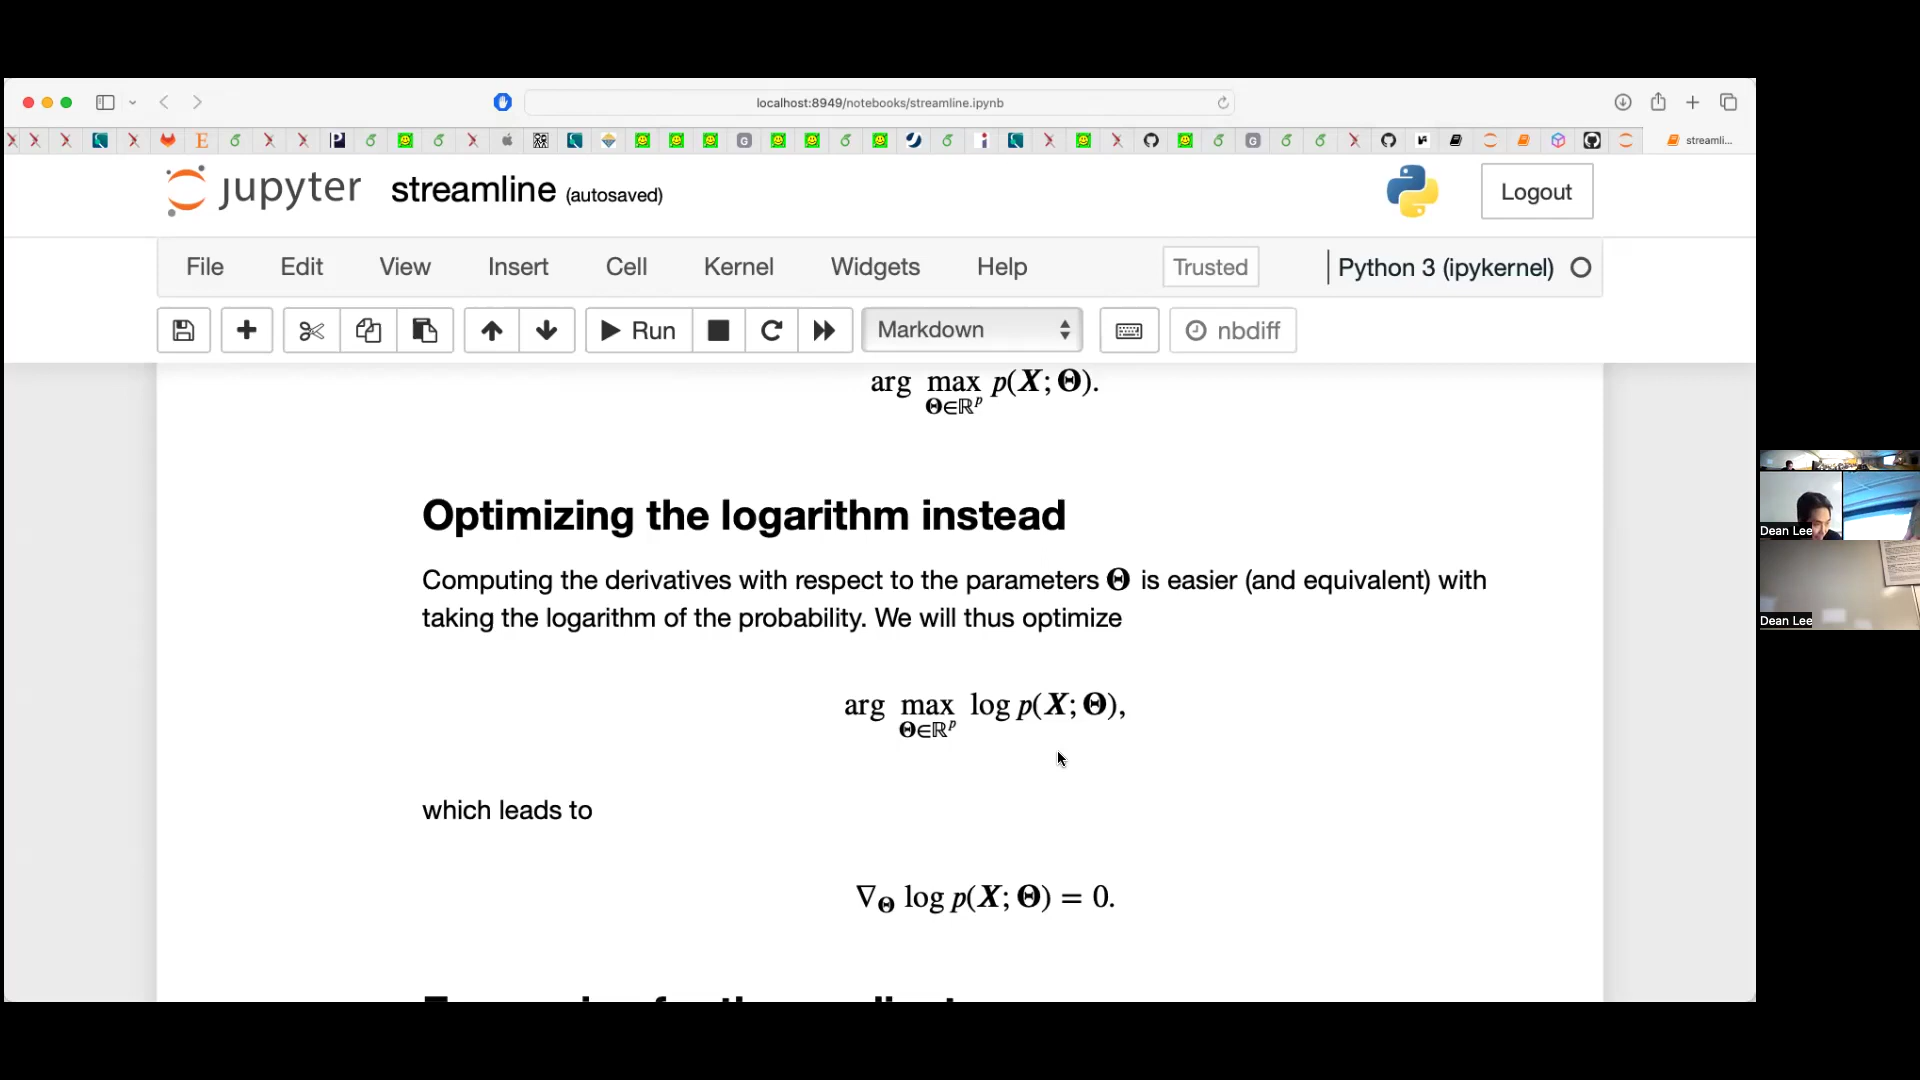 localhost:8949/notebooks/streamline.ipynb
streamli...
jupyter streamline (autosaved)
Logout
File Edit View Insert Cell Kernel Widgets Help Trusted Python 3 (ipykernel)
Run Markdown nbdiff
arg max p(X; Θ).
Θ∈ℝᵖ
Optimizing the logarithm instead
Computing the derivatives with respect to the parameters Θ is easier (and equivalent) with
taking the logarithm of the probability. We will thus optimize
arg max log p(X; Θ),
Θ∈ℝᵖ
which leads to
∇Θ log p(X; Θ) = 0.
Dean Lee
Dean Lee